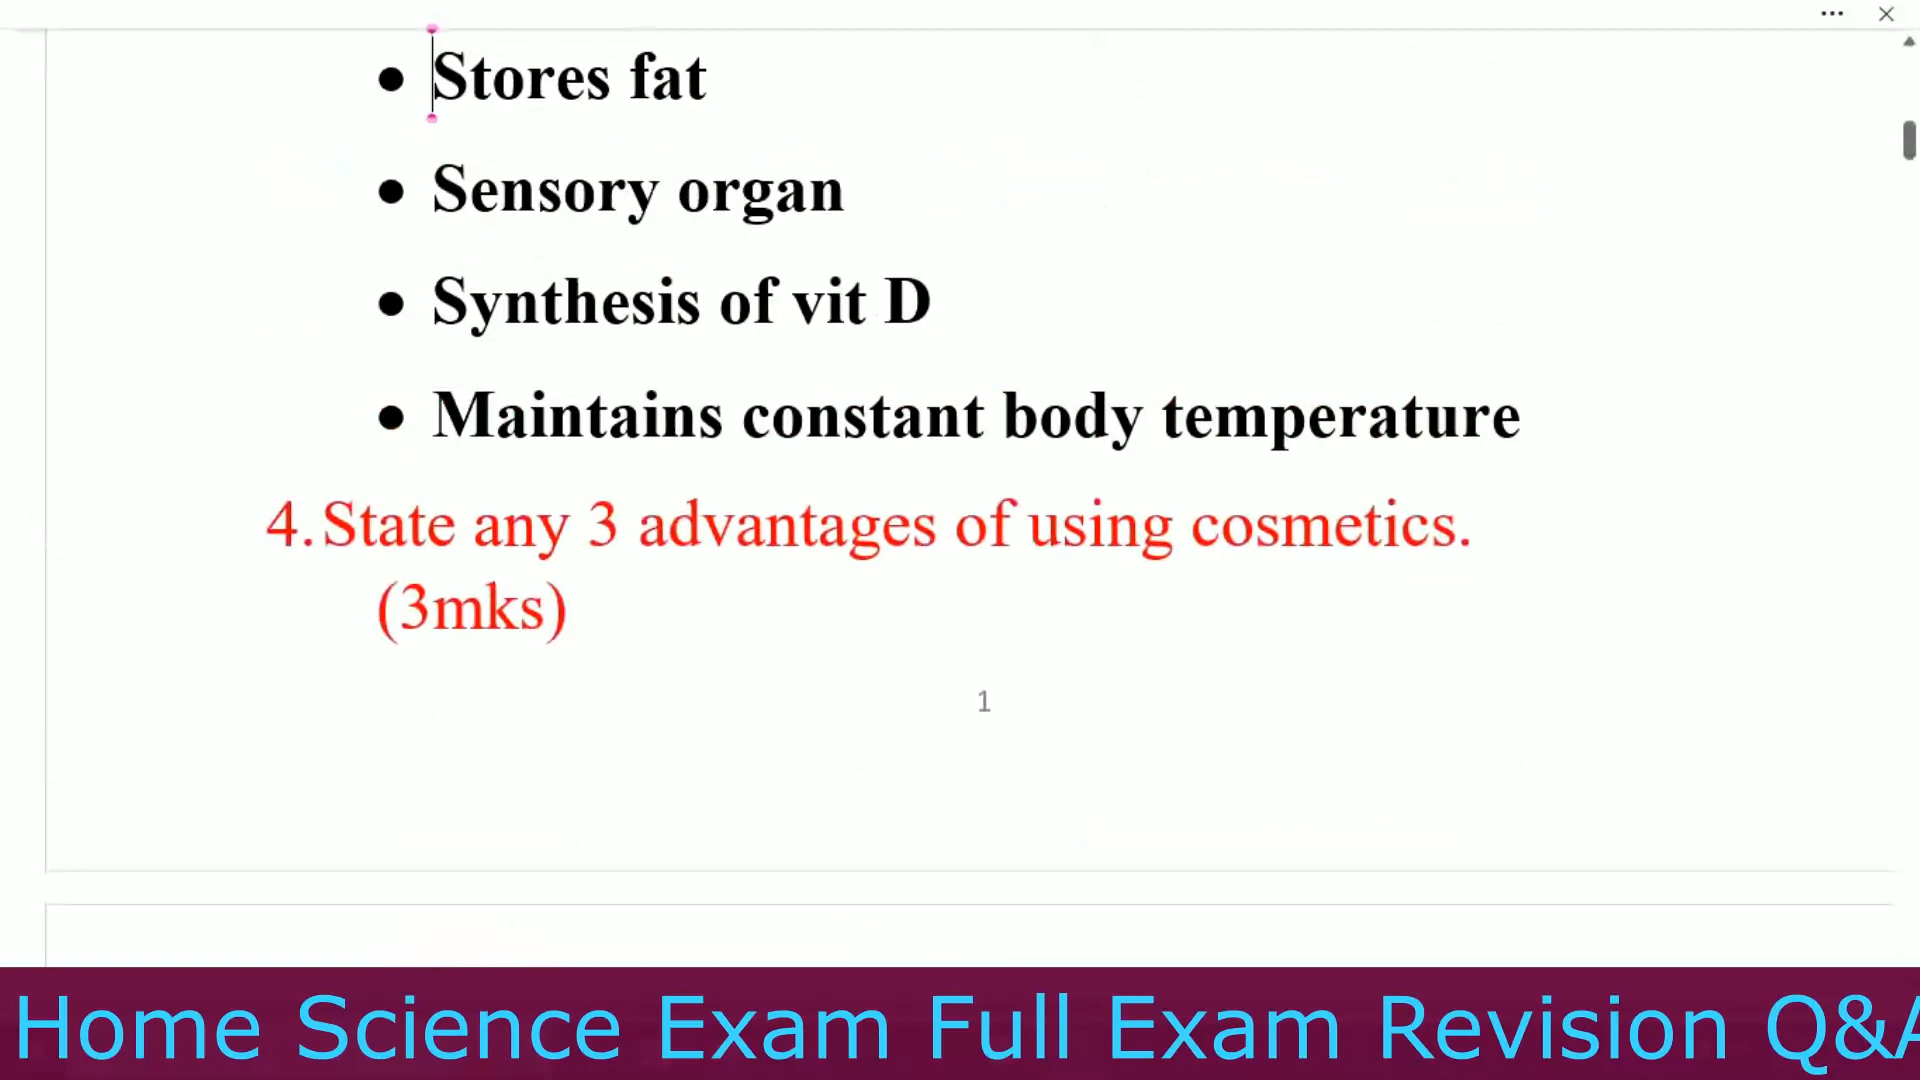 • Stores fat
• Sensory organ
• Synthesis of vit D
• Maintains constant body temperature
4. State any 3 advantages of using cosmetics.
(3mks)
1
Home Science Exam Full Exam Revision Q&A